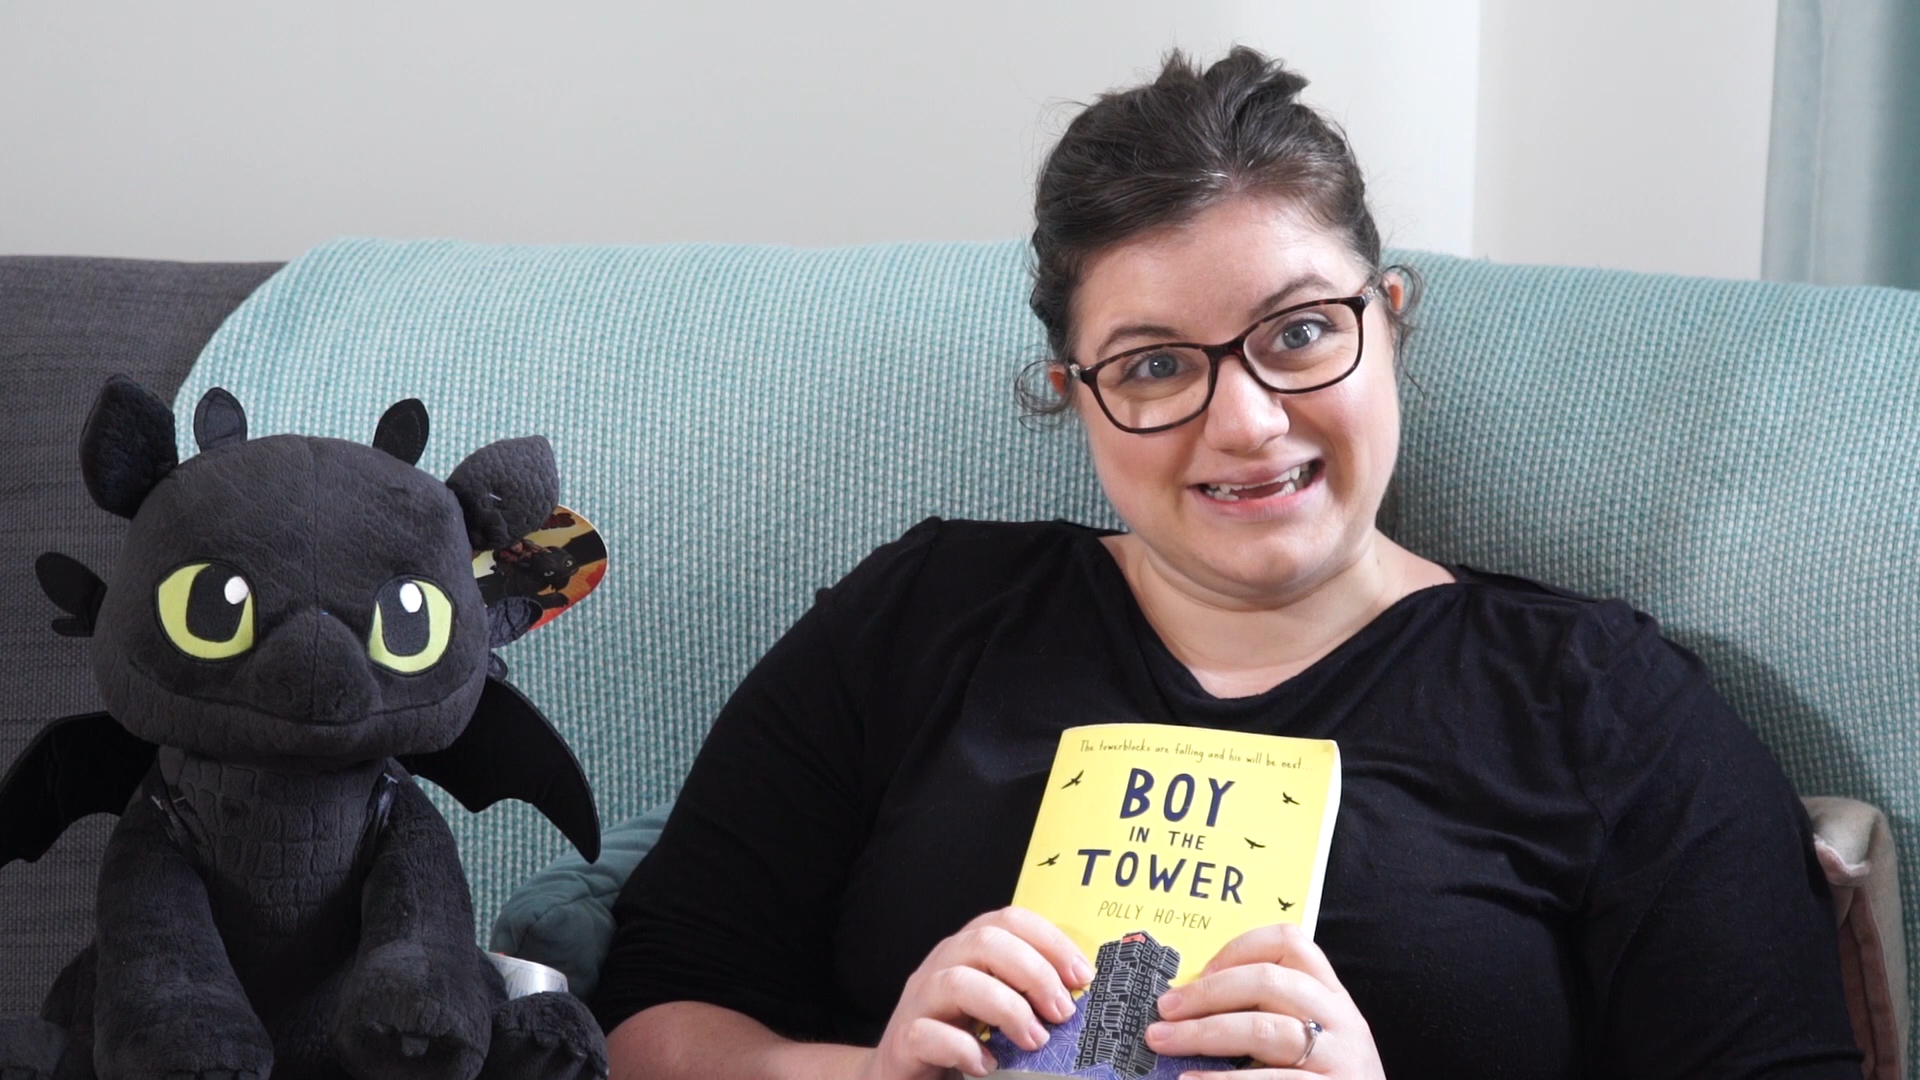 The towerblocks are falling and his will be next...
BOY
IN THE
TOWER
POLLY HO-YEN